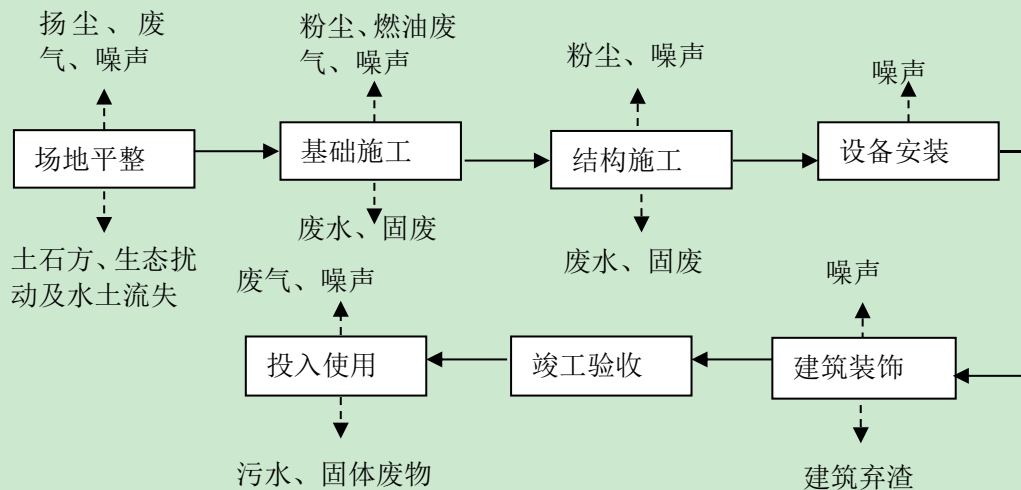 扬尘、废
气、噪声
粉尘、燃油废
气、噪声
粉尘、噪声
噪声
场地平整
基础施工
结构施工
设备安装
土石方、生态扰
动及水土流失
废水、固废
废水、固废
废气、噪声
噪声
投入使用
竣工验收
建筑装饰
污水、固体废物
建筑弃渣